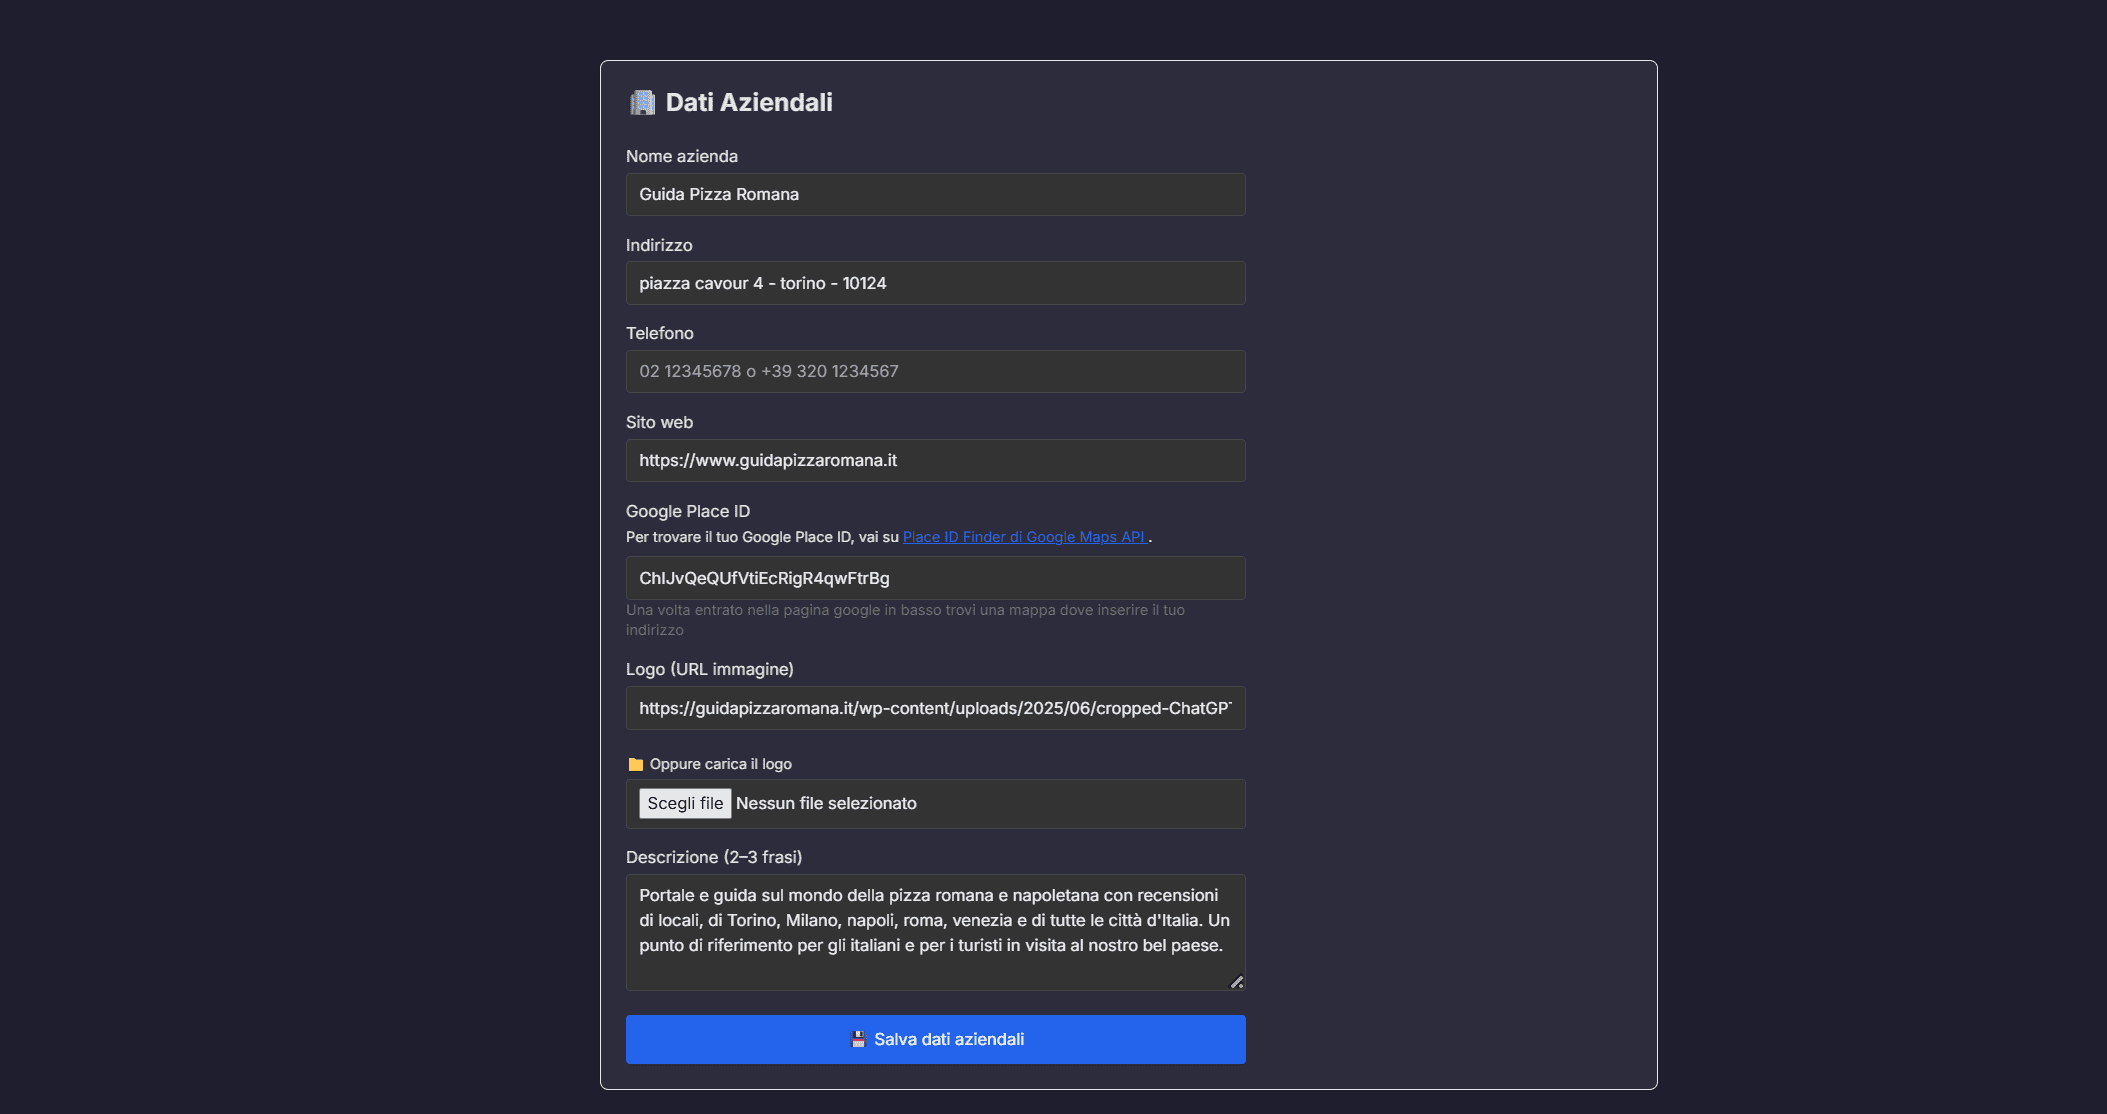 Dati Aziendali
Nome azienda
Guida Pizza Romana
Indirizzo
piazza cavour 4 - torino - 10124
Telefono
02 12345678 o +39 320 1234567
Sito web
https://www.guidapizzaromana.it
Google Place ID
Per trovare il tuo Google Place ID, vai su Place ID Finder di Google Maps API .
ChIJvQeQUfVtiEcRigR4qwFtrBg
Una volta entrato nella pagina google in basso trovi una mappa dove inserire il tuo
indirizzo
Logo (URL immagine)
https://guidapizzaromana.it/wp-content/uploads/2025/06/cropped-ChatGPT
Oppure carica il logo
Scegli file Nessun file selezionato
Descrizione (2–3 frasi)
Portale e guida sul mondo della pizza romana e napoletana con recensioni
di locali, di Torino, Milano, napoli, roma, venezia e di tutte le città d'Italia. Un
punto di riferimento per gli italiani e per i turisti in visita al nostro bel paese.
Salva dati aziendali